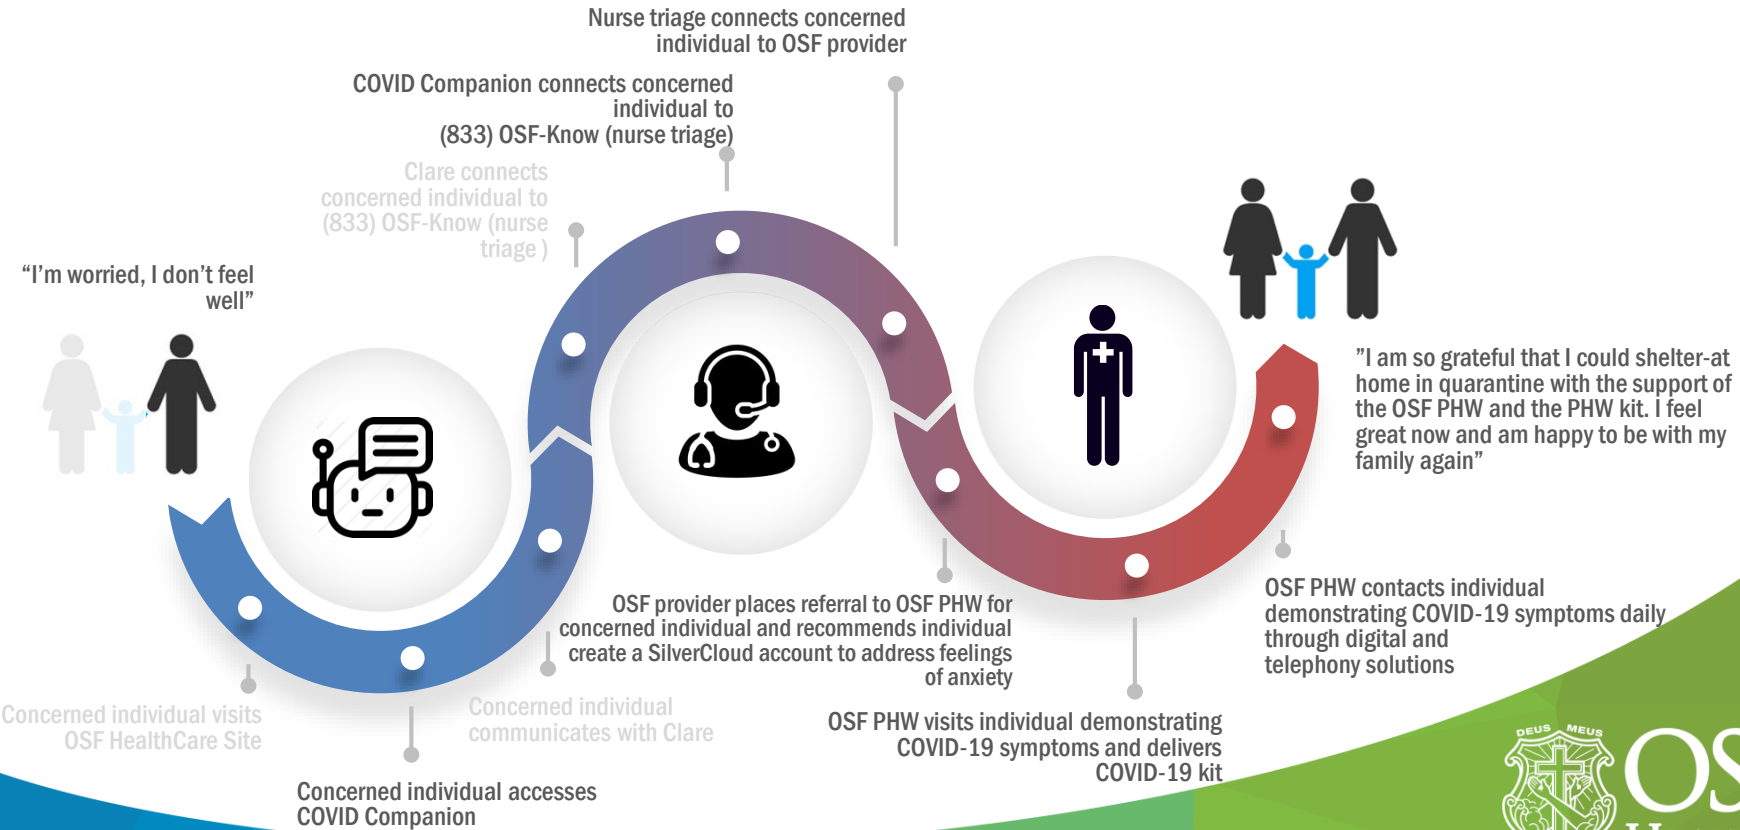 Nurse triage connects concerned
individual to OSF provider
COVID Companion connects concerned
individual to
(833) OSF-Know (nurse triage)
Clare connects
concerned individual to
(833) OSF-Know (nurse
triage )
“I’m worried, I don’t feel
well”
”I am so grateful that I could shelter-at
home in quarantine with the support of
the OSF PHW and the PHW kit. I feel
great now and am happy to be with my
family again”
OSF provider places referral to OSF PHW for
concerned individual and recommends individual
create a SilverCloud account to address feelings
of anxiety
OSF PHW contacts individual
demonstrating COVID-19 symptoms daily
through digital and
telephony solutions
Concerned individual visits
OSF HealthCare Site
Concerned individual
communicates with Clare
OSF PHW visits individual demonstrating
COVID-19 symptoms and delivers
COVID-19 kit
Concerned individual accesses
COVID Companion
DEUS MEUS
OS